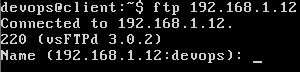 devops@client:~$ ftp 192.168.1.12
Connected to 192.168.1.12.
220 (vsFTPd 3.0.2)
Name (192.168.1.12:devops): _